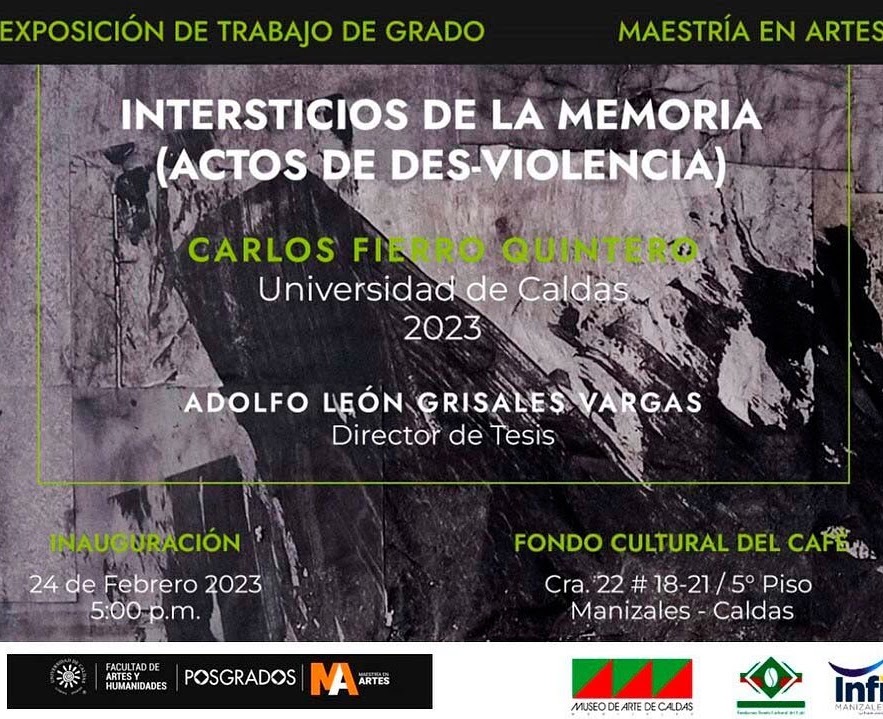 EXPOSICIÓN DE TRABAJO DE GRADO
MAESTRÍA EN ARTES
INTERSTICIOS DE LA MEMORIA
(ACTOS DE DES-VIOLENCIA)
CARLOS FIERRO QUINTERO
Universidad de Caldas
2023
ADOLFO LEÓN GRISALES VARGAS
Director de Tesis
INAUGURACIÓN
24 de Febrero 2023
5:00 p.m.
FONDO CULTURAL DEL CAFÉ
Cra. 22 # 18-21 / 5° Piso
Manizales - Caldas
FACULTAD DE
ARTES Y
HUMANIDADES
POSGRADOS
MA
MAESTRÍA EN
ARTES
MUSEO DE ARTE DE CALDAS
Infi
MANIZALES